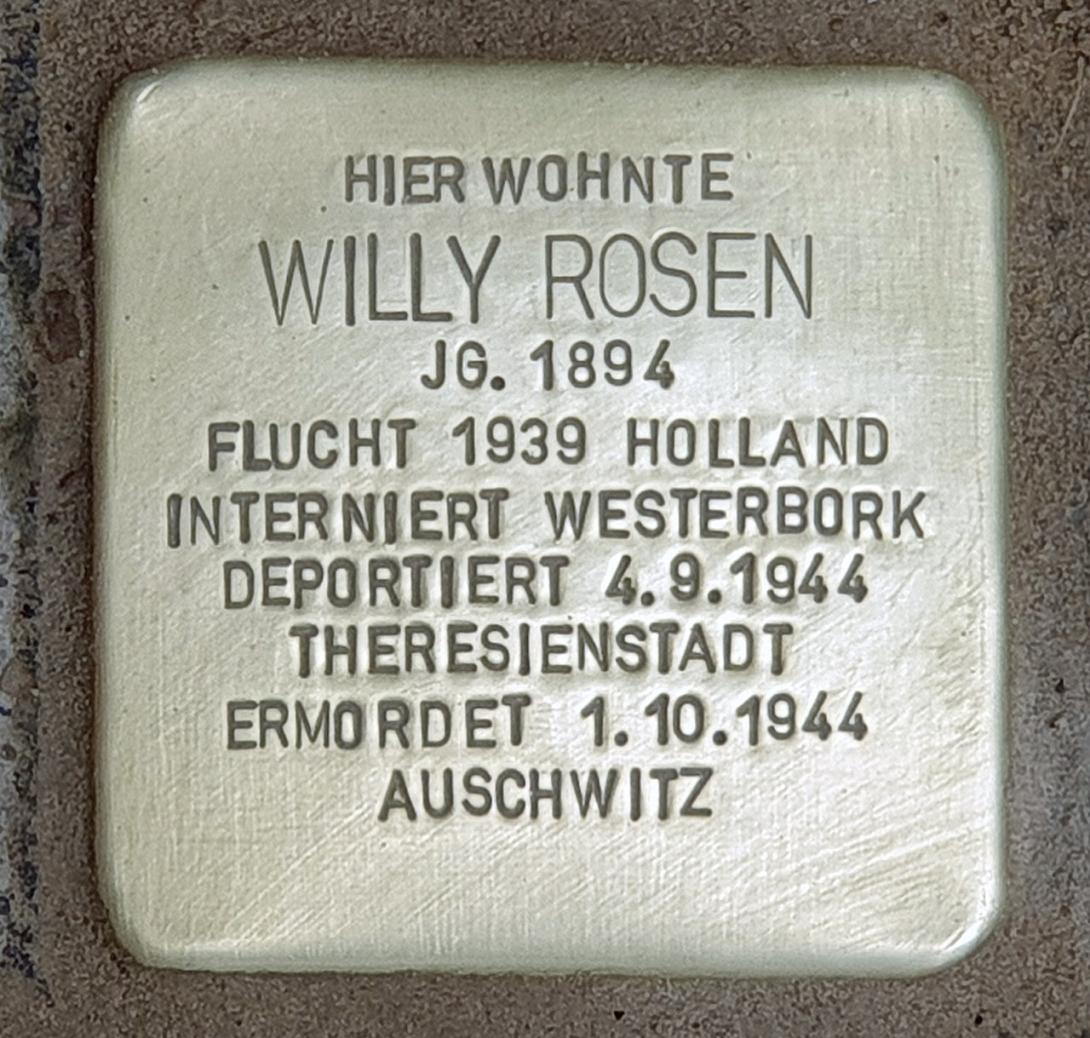 HIER WOHNTE
WILLY ROSEN
JG. 1894
FLUCHT 1939 HOLLAND
INTERNIERT WESTERBORK
DEPORTIERT 4.9.1944
THERESIENSTADT
ERMORDET 1.10.1944
AUSCHWITZ